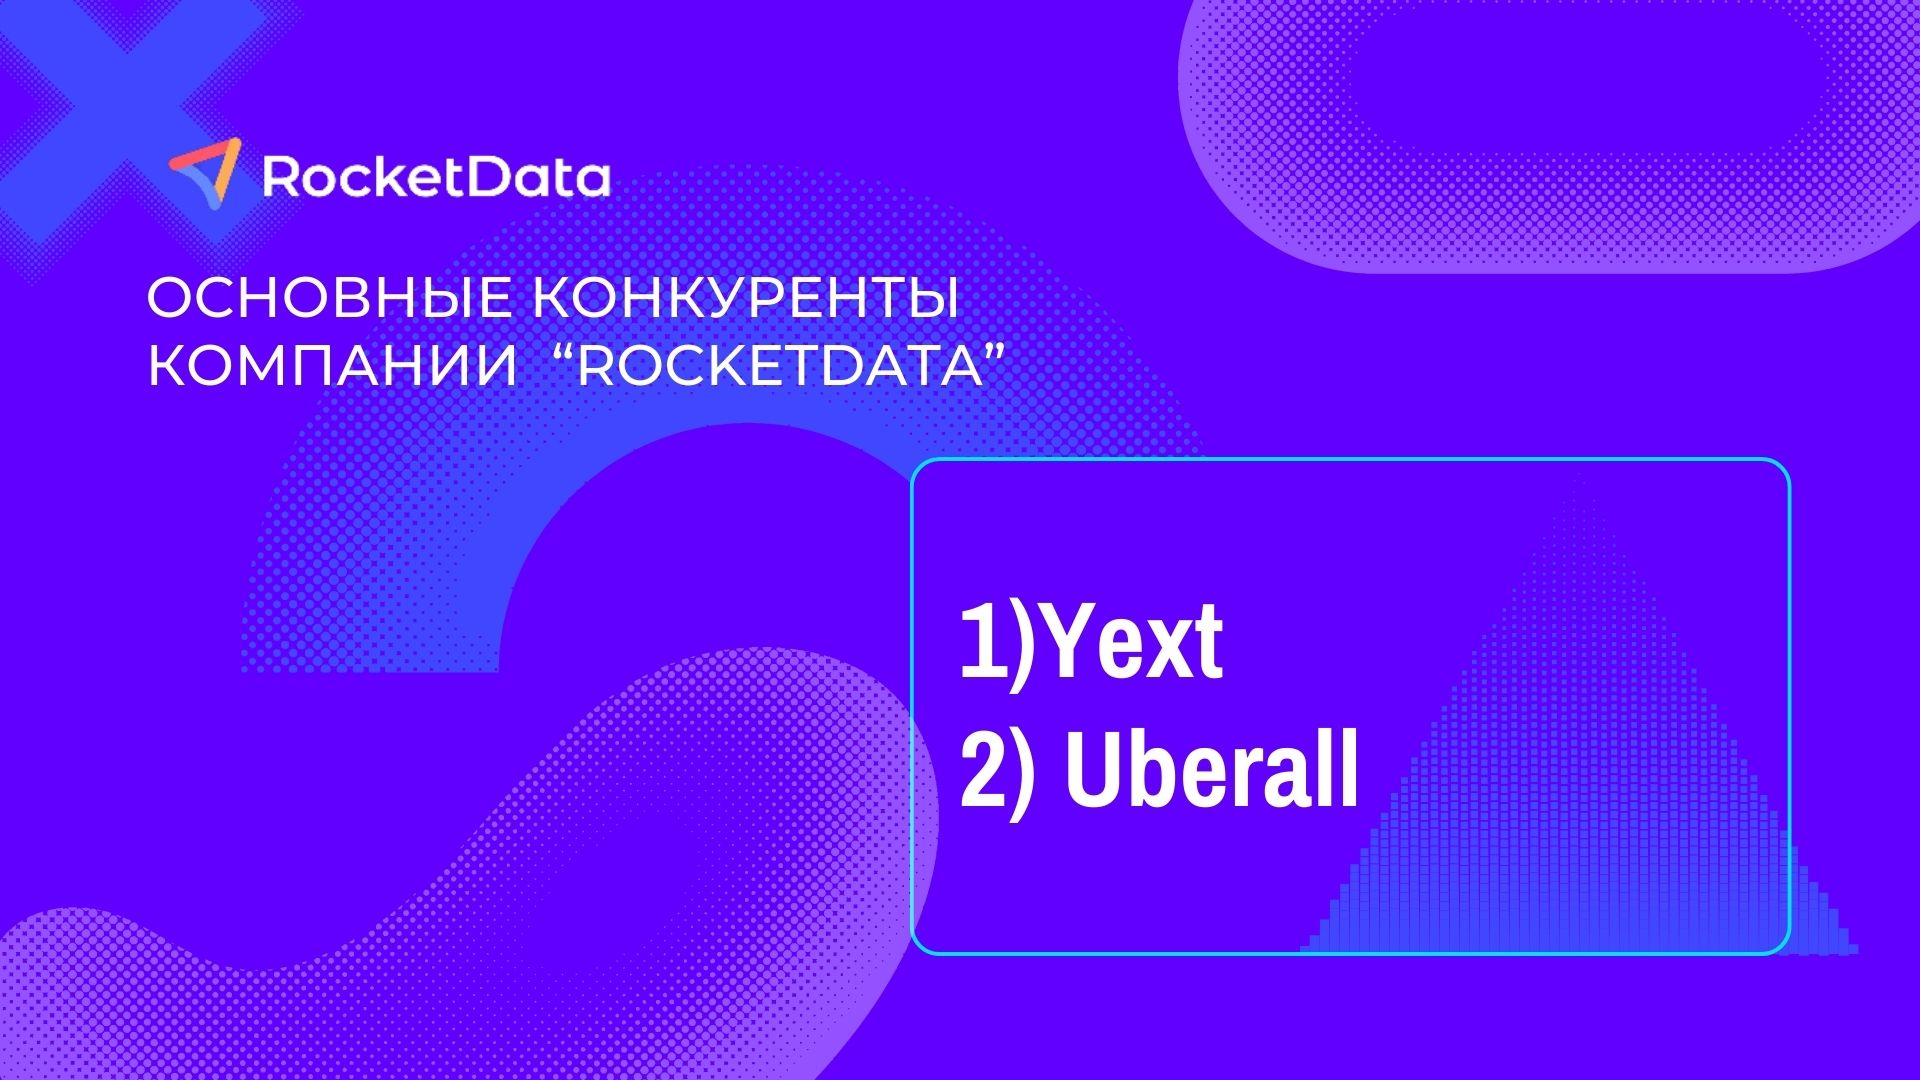 RocketData
ОСНОВНЫЕ КОНКУРЕНТЫ
КОМПАНИИ “ROCKETDATA”
1)Yext
2) Uberall